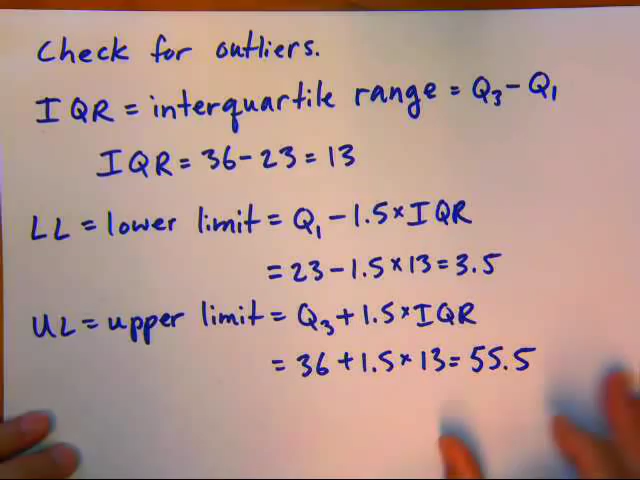 Check for outliers.
IQR = interquartile range = Q₃ - Q₁
IQR = 36 - 23 = 13
LL = lower limit = Q₁ - 1.5 × IQR
= 23 - 1.5 × 13 = 3.5
UL = upper limit = Q₃ + 1.5 × IQR
= 36 + 1.5 × 13 = 55.5